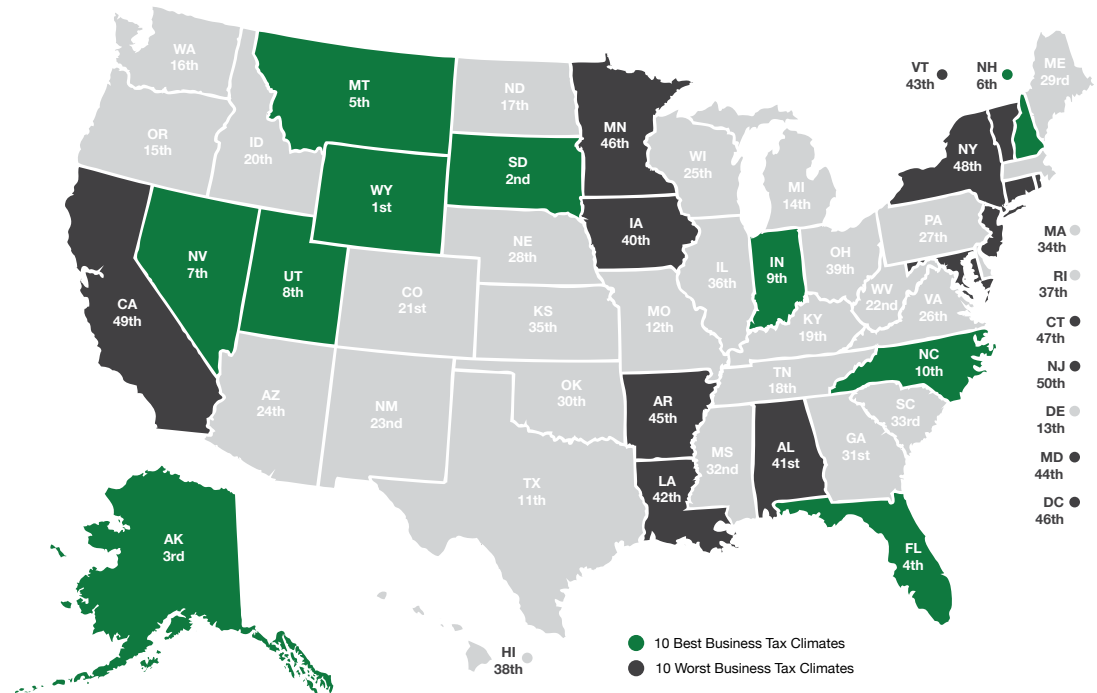 WA
16th
MT
5th
ND
17th
MN
46th
VT
43th
NH
6th
ME
29rd
OR
15th
ID
20th
SD
2nd
WI
25th
NY
48th
WY
1st
MI
14th
NV
7th
UT
8th
NE
28th
IA
40th
PA
27th
MA
34th
CA
49th
CO
21st
KS
35th
MO
12th
IL
36th
IN
9th
OH
39th
WV
22nd
VA
26th
RI
37th
KY
19th
CT
47th
NC
10th
TN
18th
NJ
50th
AZ
24th
NM
23nd
OK
30th
AR
45th
SC
33rd
DE
13th
MS
32nd
AL
41st
GA
31st
MD
44th
TX
11th
LA
42th
DC
46th
AK
3rd
FL
4th
HI
38th
10 Best Business Tax Climates
10 Worst Business Tax Climates